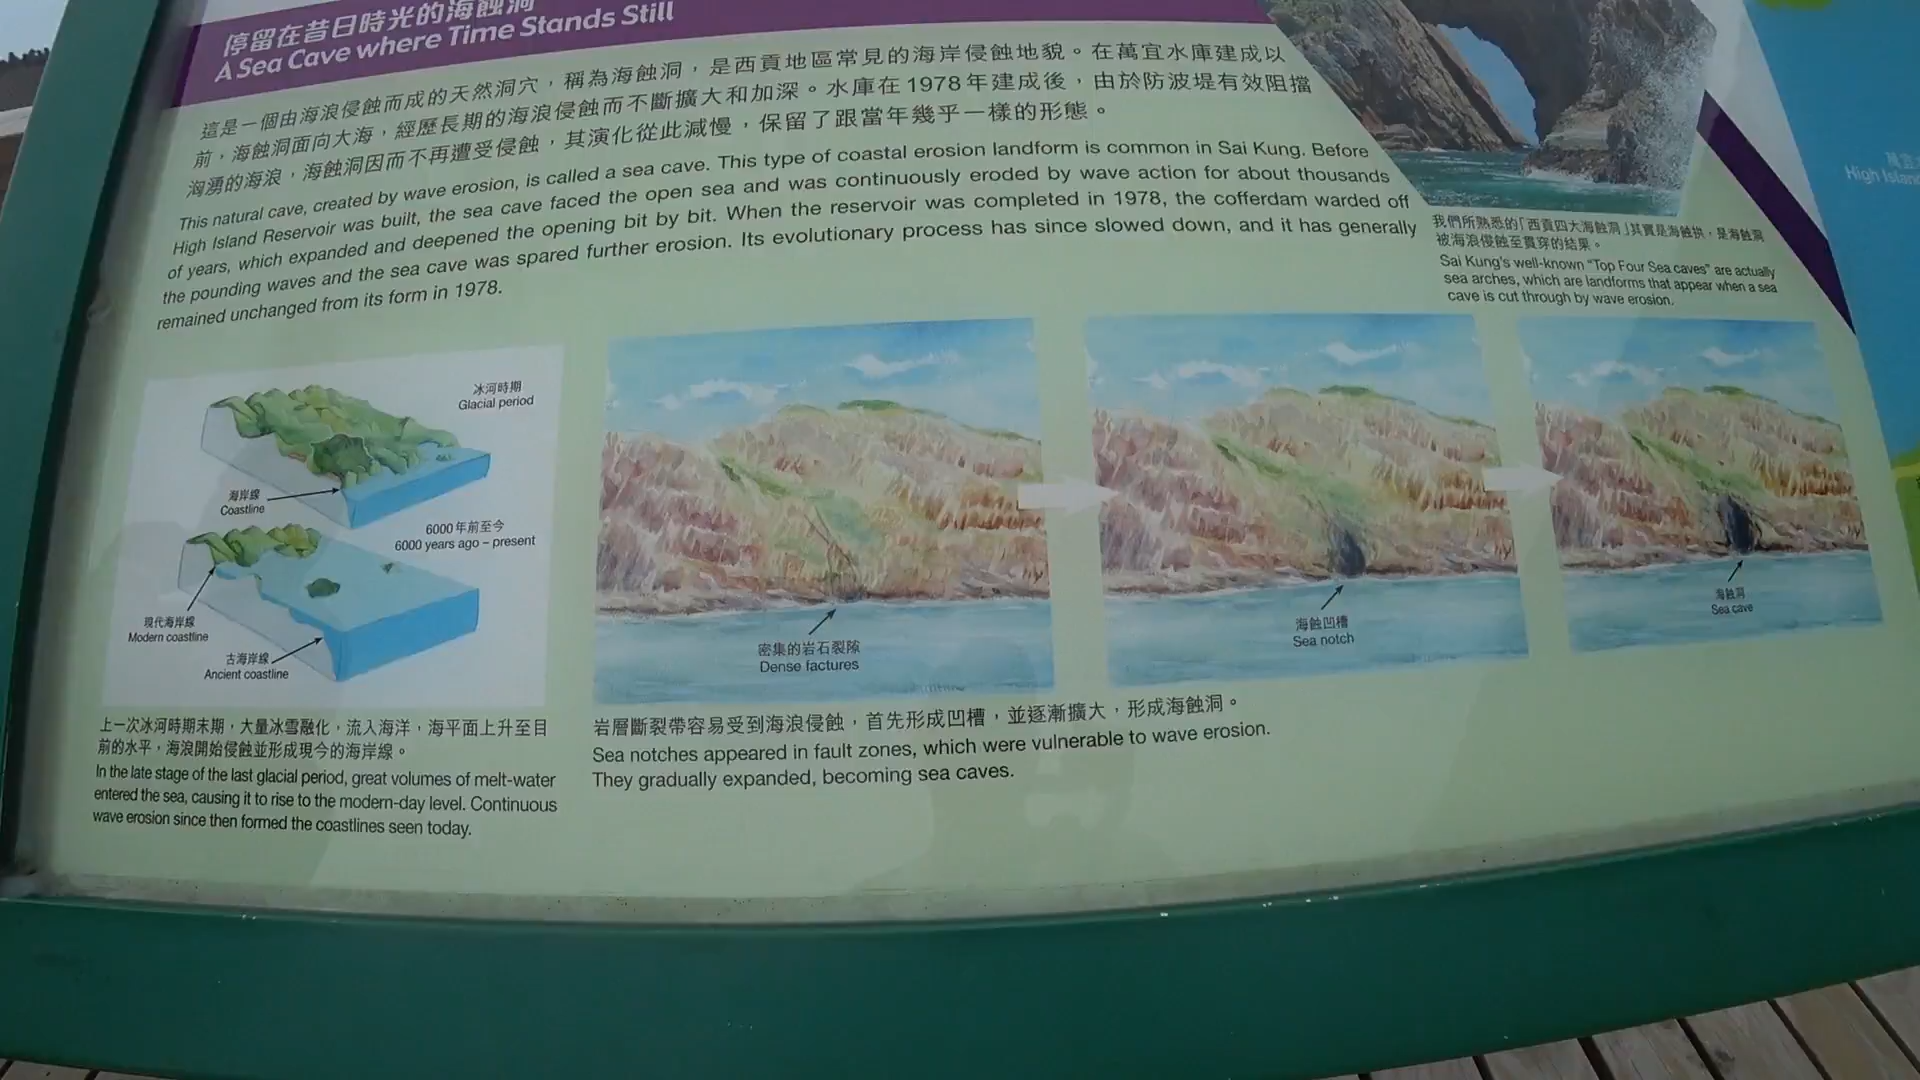 停留在昔日時光的海蝕洞
A Sea Cave where Time Stands Still
這是一個由海浪侵蝕而成的天然洞穴，稱為海蝕洞，是西貢地區常見的海岸侵蝕地貌。在萬宜水庫建成以
前，海蝕洞面向大海，經歷長期的海浪侵蝕而不斷擴大和加深。水庫在1978年建成後，由於防波堤有效阻擋
洶湧的海浪，海蝕洞因而不再遭受侵蝕，其演化從此減慢，保留了跟當年幾乎一樣的形態。
This natural cave, created by wave erosion, is called a sea cave. This type of coastal erosion landform is common in Sai Kung. Before
High Island Reservoir was built, the sea cave faced the open sea and was continuously eroded by wave action for about thousands
of years, which expanded and deepened the opening bit by bit. When the reservoir was completed in 1978, the cofferdam warded off
the pounding waves and the sea cave was spared further erosion. Its evolutionary process has since slowed down, and it has generally
remained unchanged from its form in 1978.
我們所熟悉的「西貢四大海蝕洞」其實是海蝕拱，是海蝕洞
被海浪侵蝕至貫穿的結果。
Sai Kung's well-known "Top Four Sea caves" are actually
sea arches, which are landforms that appear when a sea
cave is cut through by wave erosion.
High Island
冰河時期
Glacial period
海岸線
Coastline
6000年前至今
6000 years ago – present
現代海岸線
Modern coastline
古海岸線
Ancient coastline
密集的岩石裂隙
Dense factures
海蝕凹槽
Sea notch
海蝕洞
Sea cave
上一次冰河時期末期，大量冰雪融化，流入海洋，海平面上升至目
前的水平，海浪開始侵蝕並形成現今的海岸線。
In the late stage of the last glacial period, great volumes of melt-water
entered the sea, causing it to rise to the modern-day level. Continuous
wave erosion since then formed the coastlines seen today.
岩層斷裂帶容易受到海浪侵蝕，首先形成凹槽，並逐漸擴大，形成海蝕洞。
Sea notches appeared in fault zones, which were vulnerable to wave erosion.
They gradually expanded, becoming sea caves.